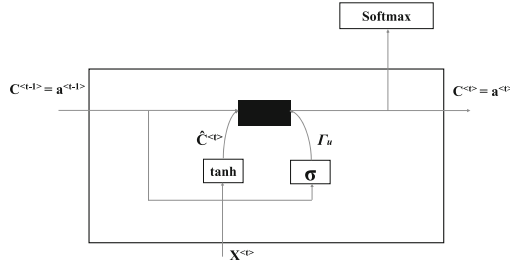 Softmax
C<t-1> = a<t-1>
C<t> = a<t>
Ĉ<t>
Γu
tanh
σ
X<t>